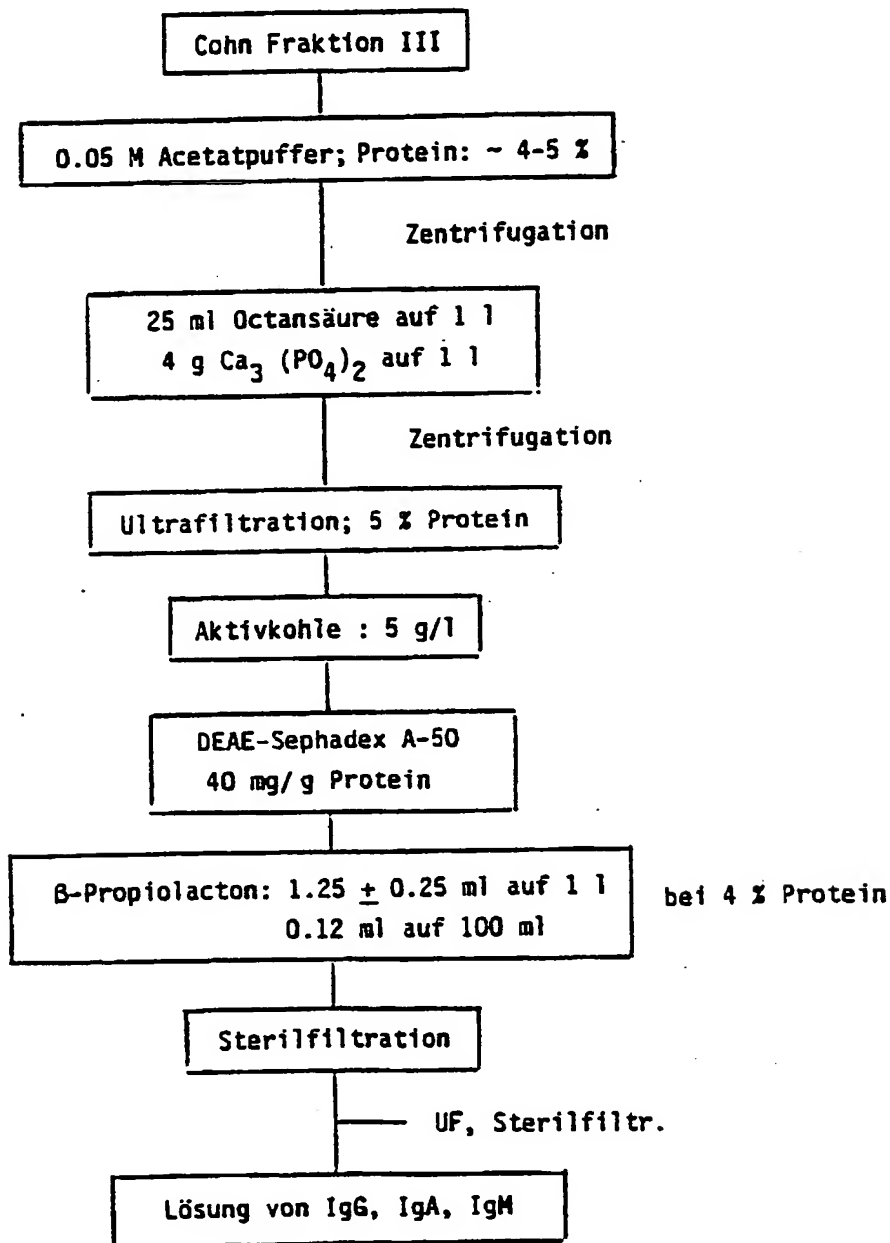 Cohn Fraktion III
0.05 M Acetatpuffer; Protein: ~ 4-5 %
Zentrifugation
25 ml Octansäure auf 1 l
4 g Ca3 (PO4)2 auf 1 l
Zentrifugation
Ultrafiltration; 5 % Protein
Aktivkohle : 5 g/l
DEAE-Sephadex A-50
40 mg/ g Protein
β-Propiolacton: 1.25 ± 0.25 ml auf 1 l bei 4 % Protein
0.12 ml auf 100 ml
Sterilfiltration
UF, Sterilfiltr.
Lösung von IgG, IgA, IgM